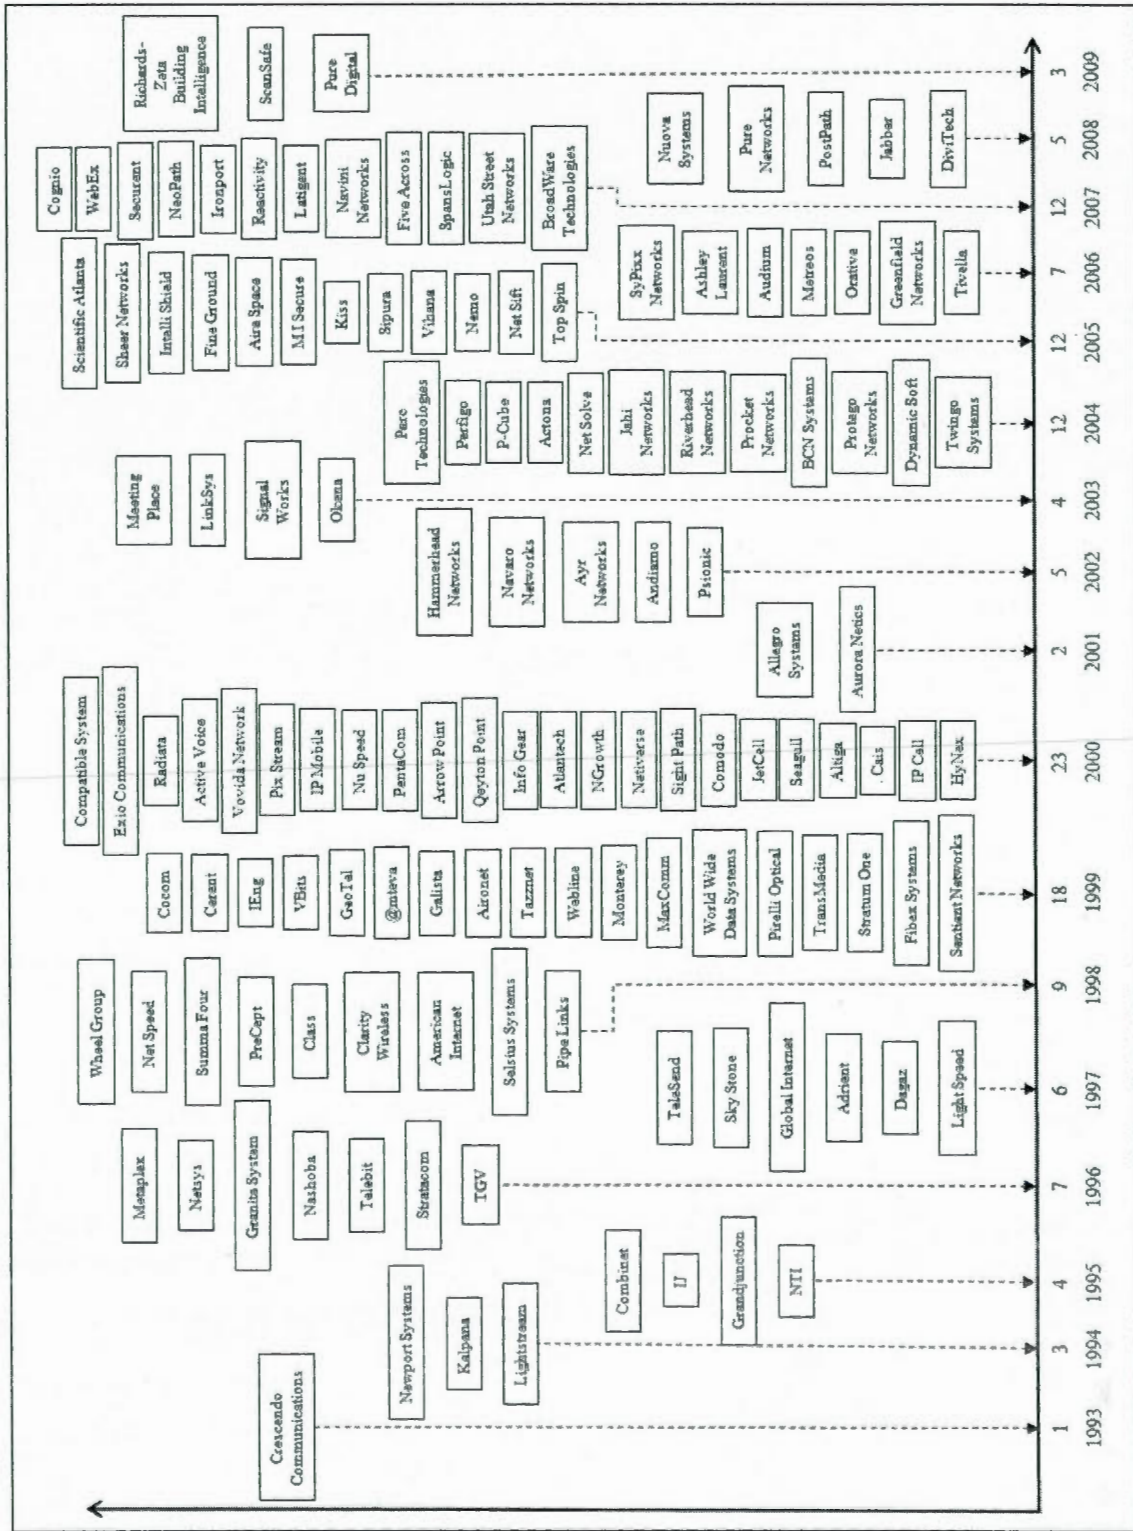 Crescendo
Communications
1
1993
Newport Systems
Kalpana
Lightstream
3
1994
Combinet
IJ
Grandjunction
NTI
4
1995
Metaplex
Netsys
Granite System
Nashoba
Telebit
Stratacom
TGV
7
1996
TeleSend
Sky Stone
Global Internet
Adrient
Dagaz
Light Speed
6
1997
Wheel Group
Net Speed
Summa Four
PreCept
Class
Clarity
Wireless
American
Internet
Selsius Systems
Pipe Links
9
1998
Cocom
Cerent
IEng
VBits
GeoTel
@mteva
Calista
Aironet
Tazznet
Webline
Monterey
MaxComm
World Wide
Data Systems
Pirelli Optical
TransMedia
Stratum One
Fibex Systems
Sentient Networks
18
1999
Compatible System
Exio Communications
Radiata
Active Voice
Vovida Network
Pix Stream
IP Mobile
Nu Speed
PentaCom
Arrow Point
Qeyton Point
Info Gear
Atlantech
NGrowth
Netiverse
Sight Path
Comodo
JetCell
Seaguil
Altiga
.Cais
IP Cell
HyNex
23
2000
Allegro
Systams
Aurora Netics
2
2001
Hammerhead
Networks
Navaro
Networks
Ayr
Networks
Andiamo
Psionic
5
2002
Meeting
Place
LinkSys
Signal
Works
Okena
4
2003
Parc
Technologies
Perfigo
P-Cube
Actona
Net Solve
Jahi
Networks
Riverhead
Networks
Procket
Networks
BCN Systems
Protego
Networks
Dynamic Soft
Twingo
Systems
12
2004
Scientific Atlanta
Sheer Networks
Intelli Shield
Fine Ground
Aire Space
M I Secure
Kiss
Sipura
Vihana
Nemo
Net Sift
Top Spin
12
2005
SyPixx
Networks
Ashley
Laurent
Audium
Metreos
Orative
Greenfield
Networks
Tivella
7
2006
Cognio
WebEx
Securent
NeoPath
Ironport
Reactivity
Latigent
Navini
Networks
Five Across
SpansLogic
Utah Street
Networks
BroadWare
Technologies
12
2007
Nuova
Systems
Pure
Networks
PostPath
Jabber
DiviTech
5
2008
Richards-
Zeta
Building
Intelligence
ScanSafe
Pure
Digital
3
2009